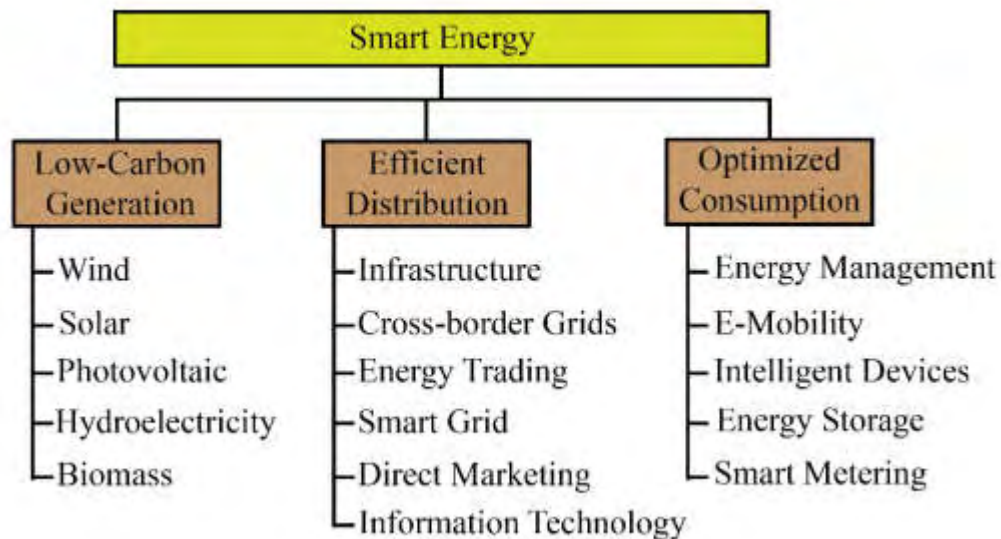 Smart Energy
Low-Carbon
Generation
Wind
Solar
Photovoltaic
Hydroelectricity
Biomass
Efficient
Distribution
Infrastructure
Cross-border Grids
Energy Trading
Smart Grid
Direct Marketing
Information Technology
Optimized
Consumption
Energy Management
E-Mobility
Intelligent Devices
Energy Storage
Smart Metering